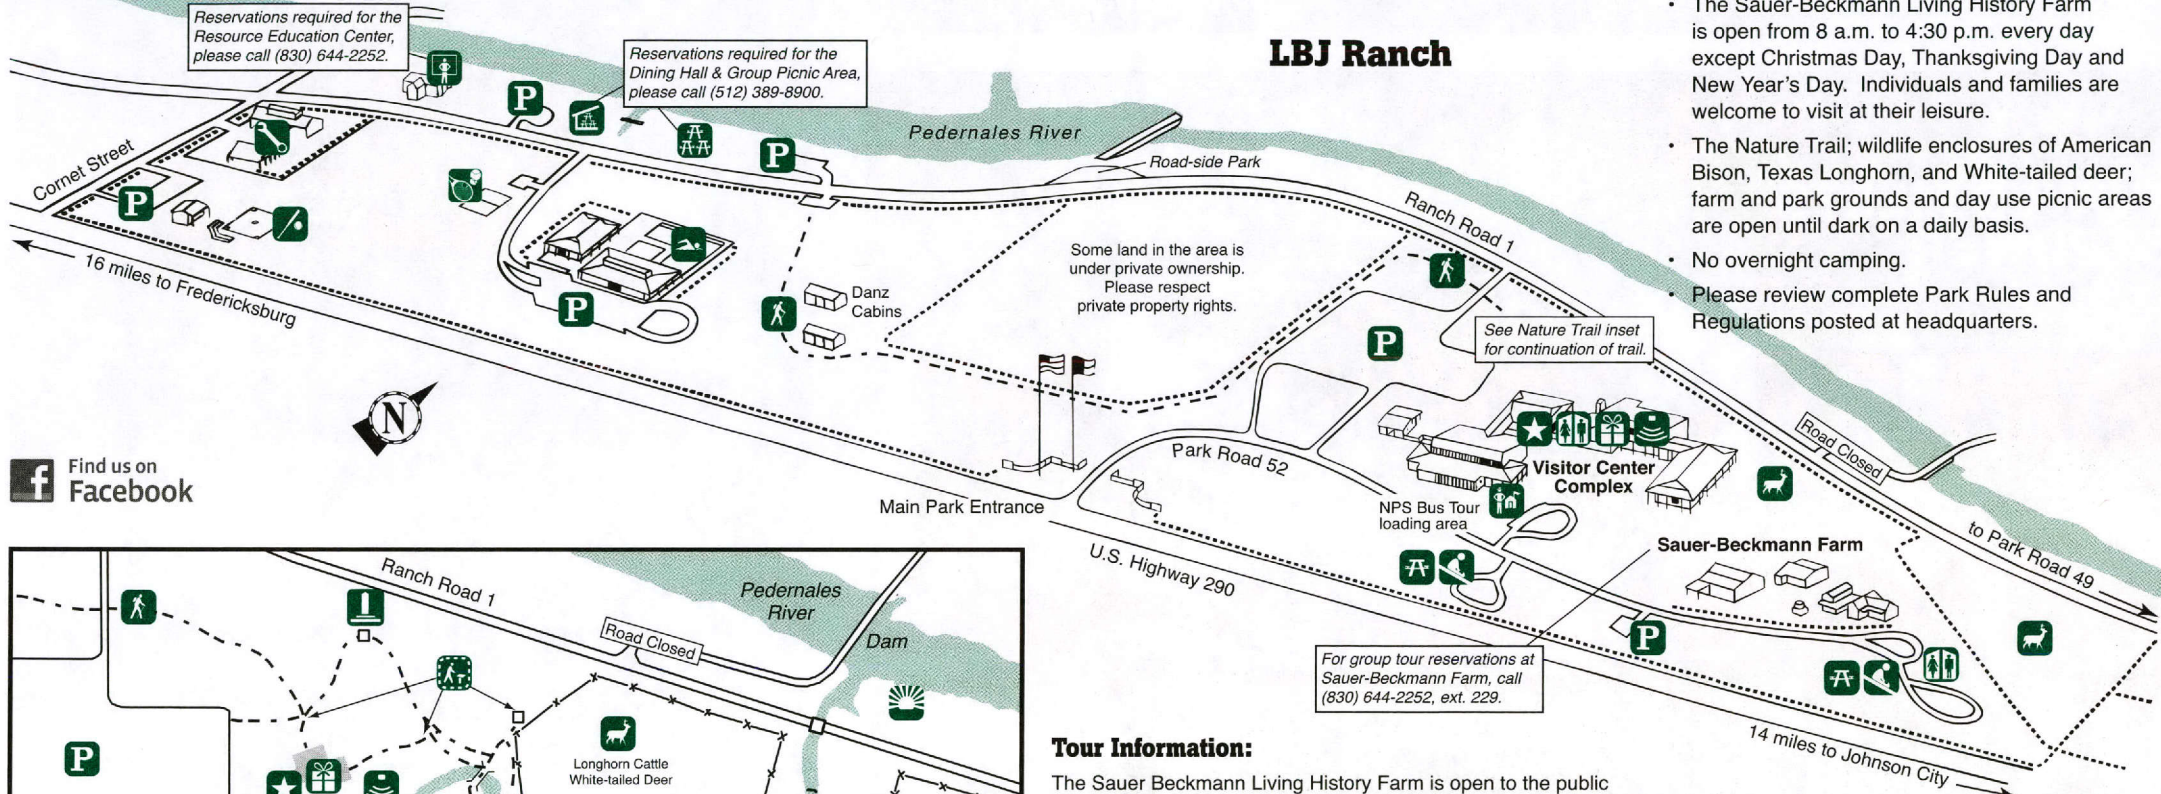 Reservations required for the
Resource Education Center,
please call (830) 644-2252.
Reservations required for the
Dining Hall & Group Picnic Area,
please call (512) 389-8900.
LBJ Ranch
• The Sauer-Beckmann Living History Farm
is open from 8 a.m. to 4:30 p.m. every day
except Christmas Day, Thanksgiving Day and
New Year's Day. Individuals and families are
welcome to visit at their leisure.
• The Nature Trail; wildlife enclosures of American
Bison, Texas Longhorn, and White-tailed deer;
farm and park grounds and day use picnic areas
are open until dark on a daily basis.
• No overnight camping.
• Please review complete Park Rules and
Regulations posted at headquarters.
Pedernales River
Road-side Park
Ranch Road 1
Cornet Street
P
P
P
P
P
16 miles to Fredericksburg
Danz
Cabins
Some land in the area is
under private ownership.
Please respect
private property rights.
See Nature Trail inset
for continuation of trail.
N
Find us on
Facebook
f
Main Park Entrance
Park Road 52
U.S. Highway 290
Visitor Center
Complex
NPS Bus Tour
loading area
Road Closed
to Park Road 49
Sauer-Beckmann Farm
P
For group tour reservations at
Sauer-Beckmann Farm, call
(830) 644-2252, ext. 229.
14 miles to Johnson City
Ranch Road 1
Pedernales
River
Road Closed
Dam
P
Longhorn Cattle
White-tailed Deer
Tour Information:
The Sauer Beckmann Living History Farm is open to the public